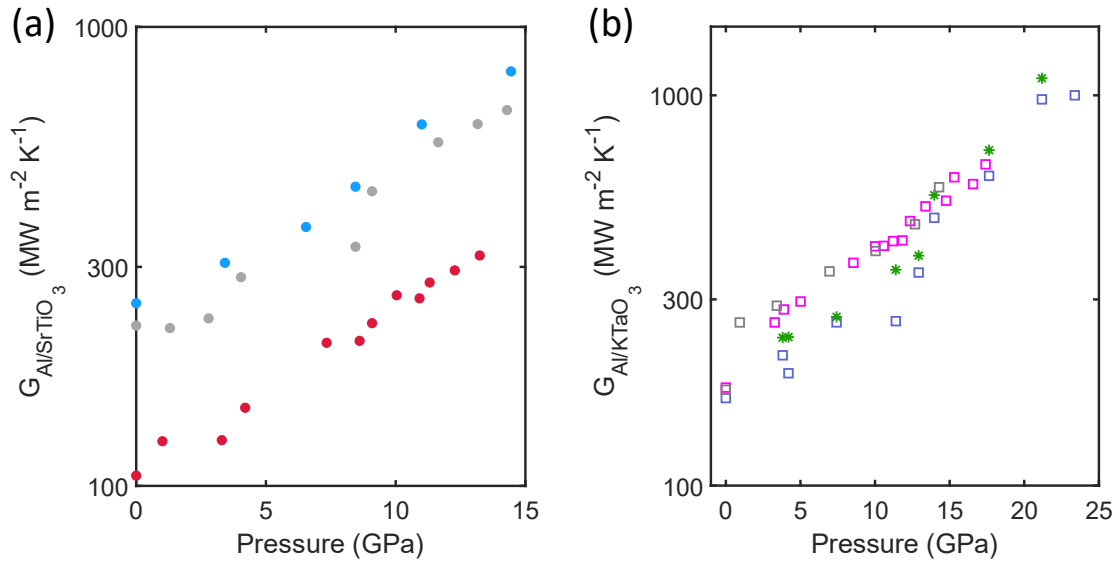 (a)
1000
300
100
G_Al/SrTiO_3 (MW m^-2 K^-1)
0 5 10 15
Pressure (GPa)
(b)
1000
300
100
G_Al/KTaO_3 (MW m^-2 K^-1)
0 5 10 15 20 25
Pressure (GPa)